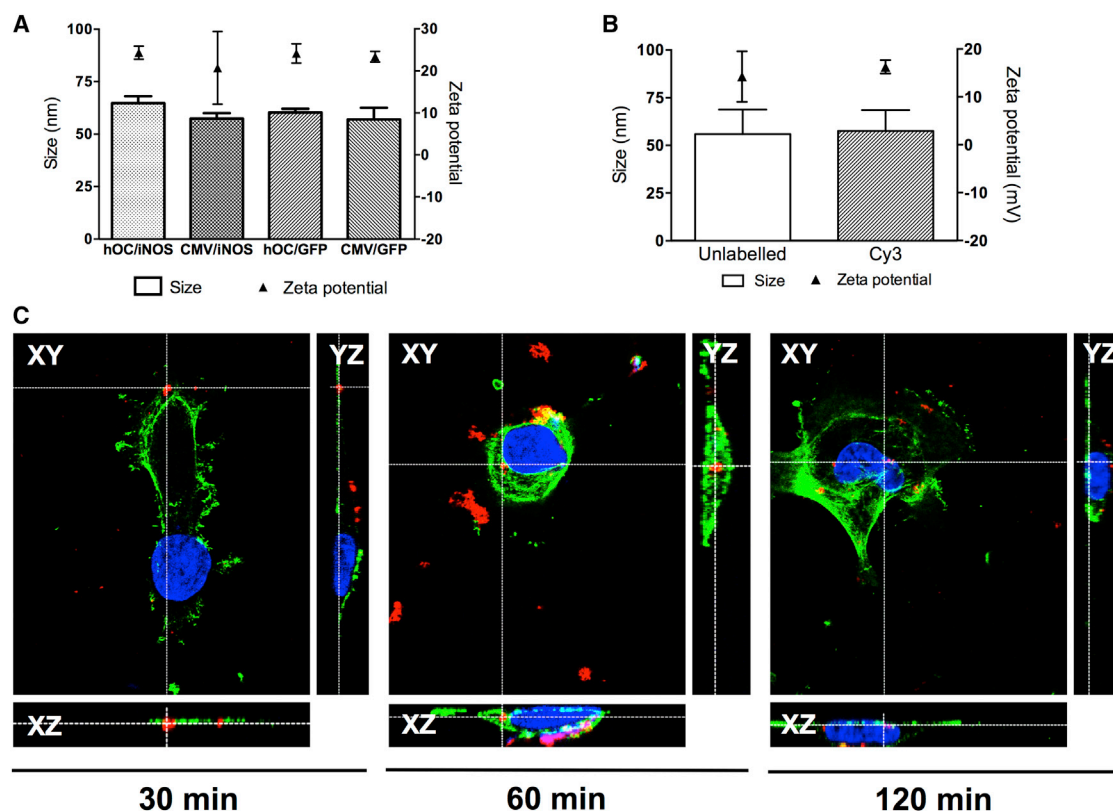 A
100
75
50
25
0
Size (nm)
30
20
10
0
-10
-20
Zeta potential
hOC/iNOS CMV/iNOS hOC/GFP CMV/GFP
Size Zeta potential
B
100
75
50
25
0
Size (nm)
20
10
0
-10
-20
Zeta potential (mV)
Unlabelled Cy3
Size Zeta potential
C
XY YZ XY YZ XY YZ
XZ XZ XZ
30 min 60 min 120 min